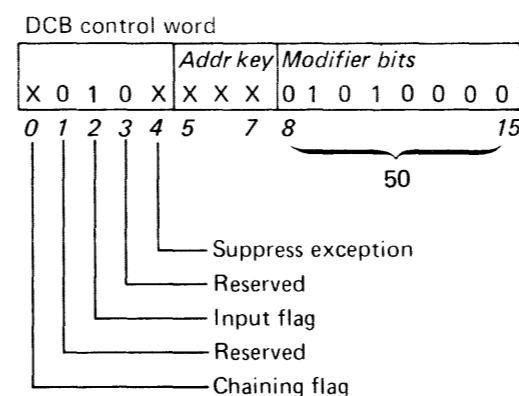 DCB control word
Addr key Modifier bits
X 0 1 0 X X X X 0 1 0 1 0 0 0 0
0 1 2 3 4 5 7 8 15
50
Suppress exception
Reserved
Input flag
Reserved
Chaining flag